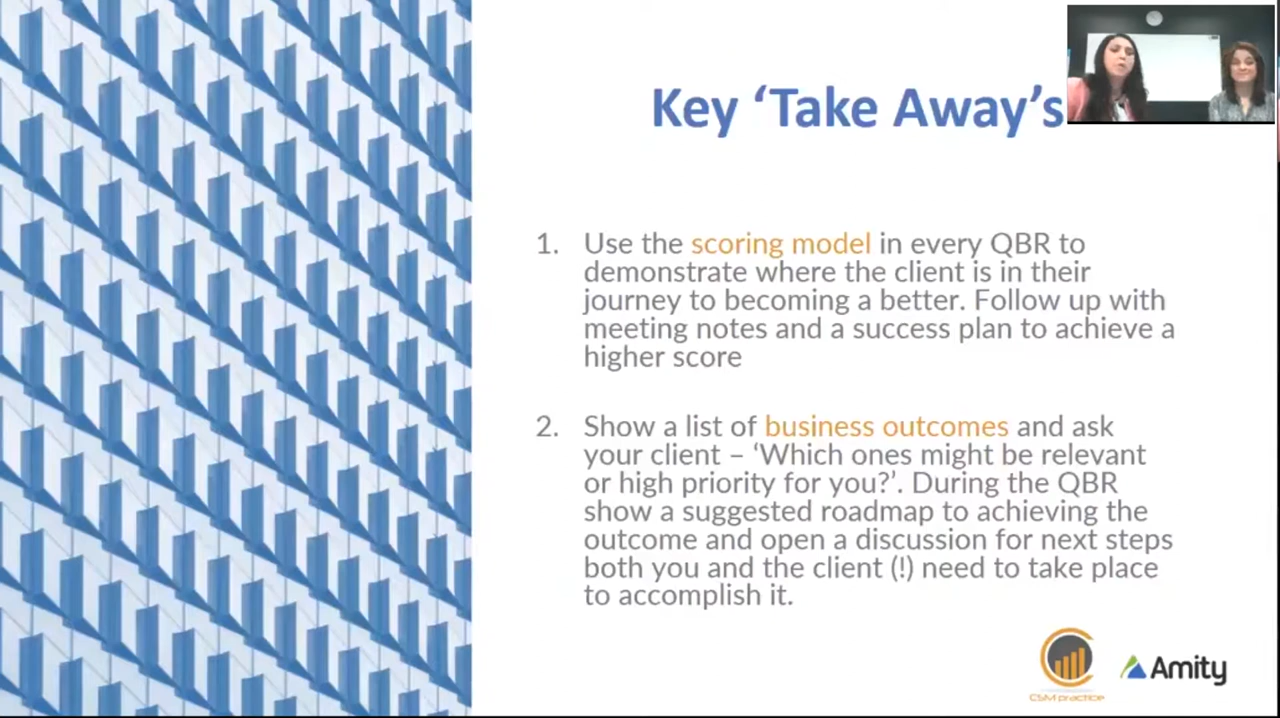 Key ‘Take Away’s
1. Use the scoring model in every QBR to
demonstrate where the client is in their
journey to becoming a better. Follow up with
meeting notes and a success plan to achieve a
higher score
2. Show a list of business outcomes and ask
your client – ‘Which ones might be relevant
or high priority for you?’. During the QBR
show a suggested roadmap to achieving the
outcome and open a discussion for next steps
both you and the client (!) need to take place
to accomplish it.
CSM practice
Amity